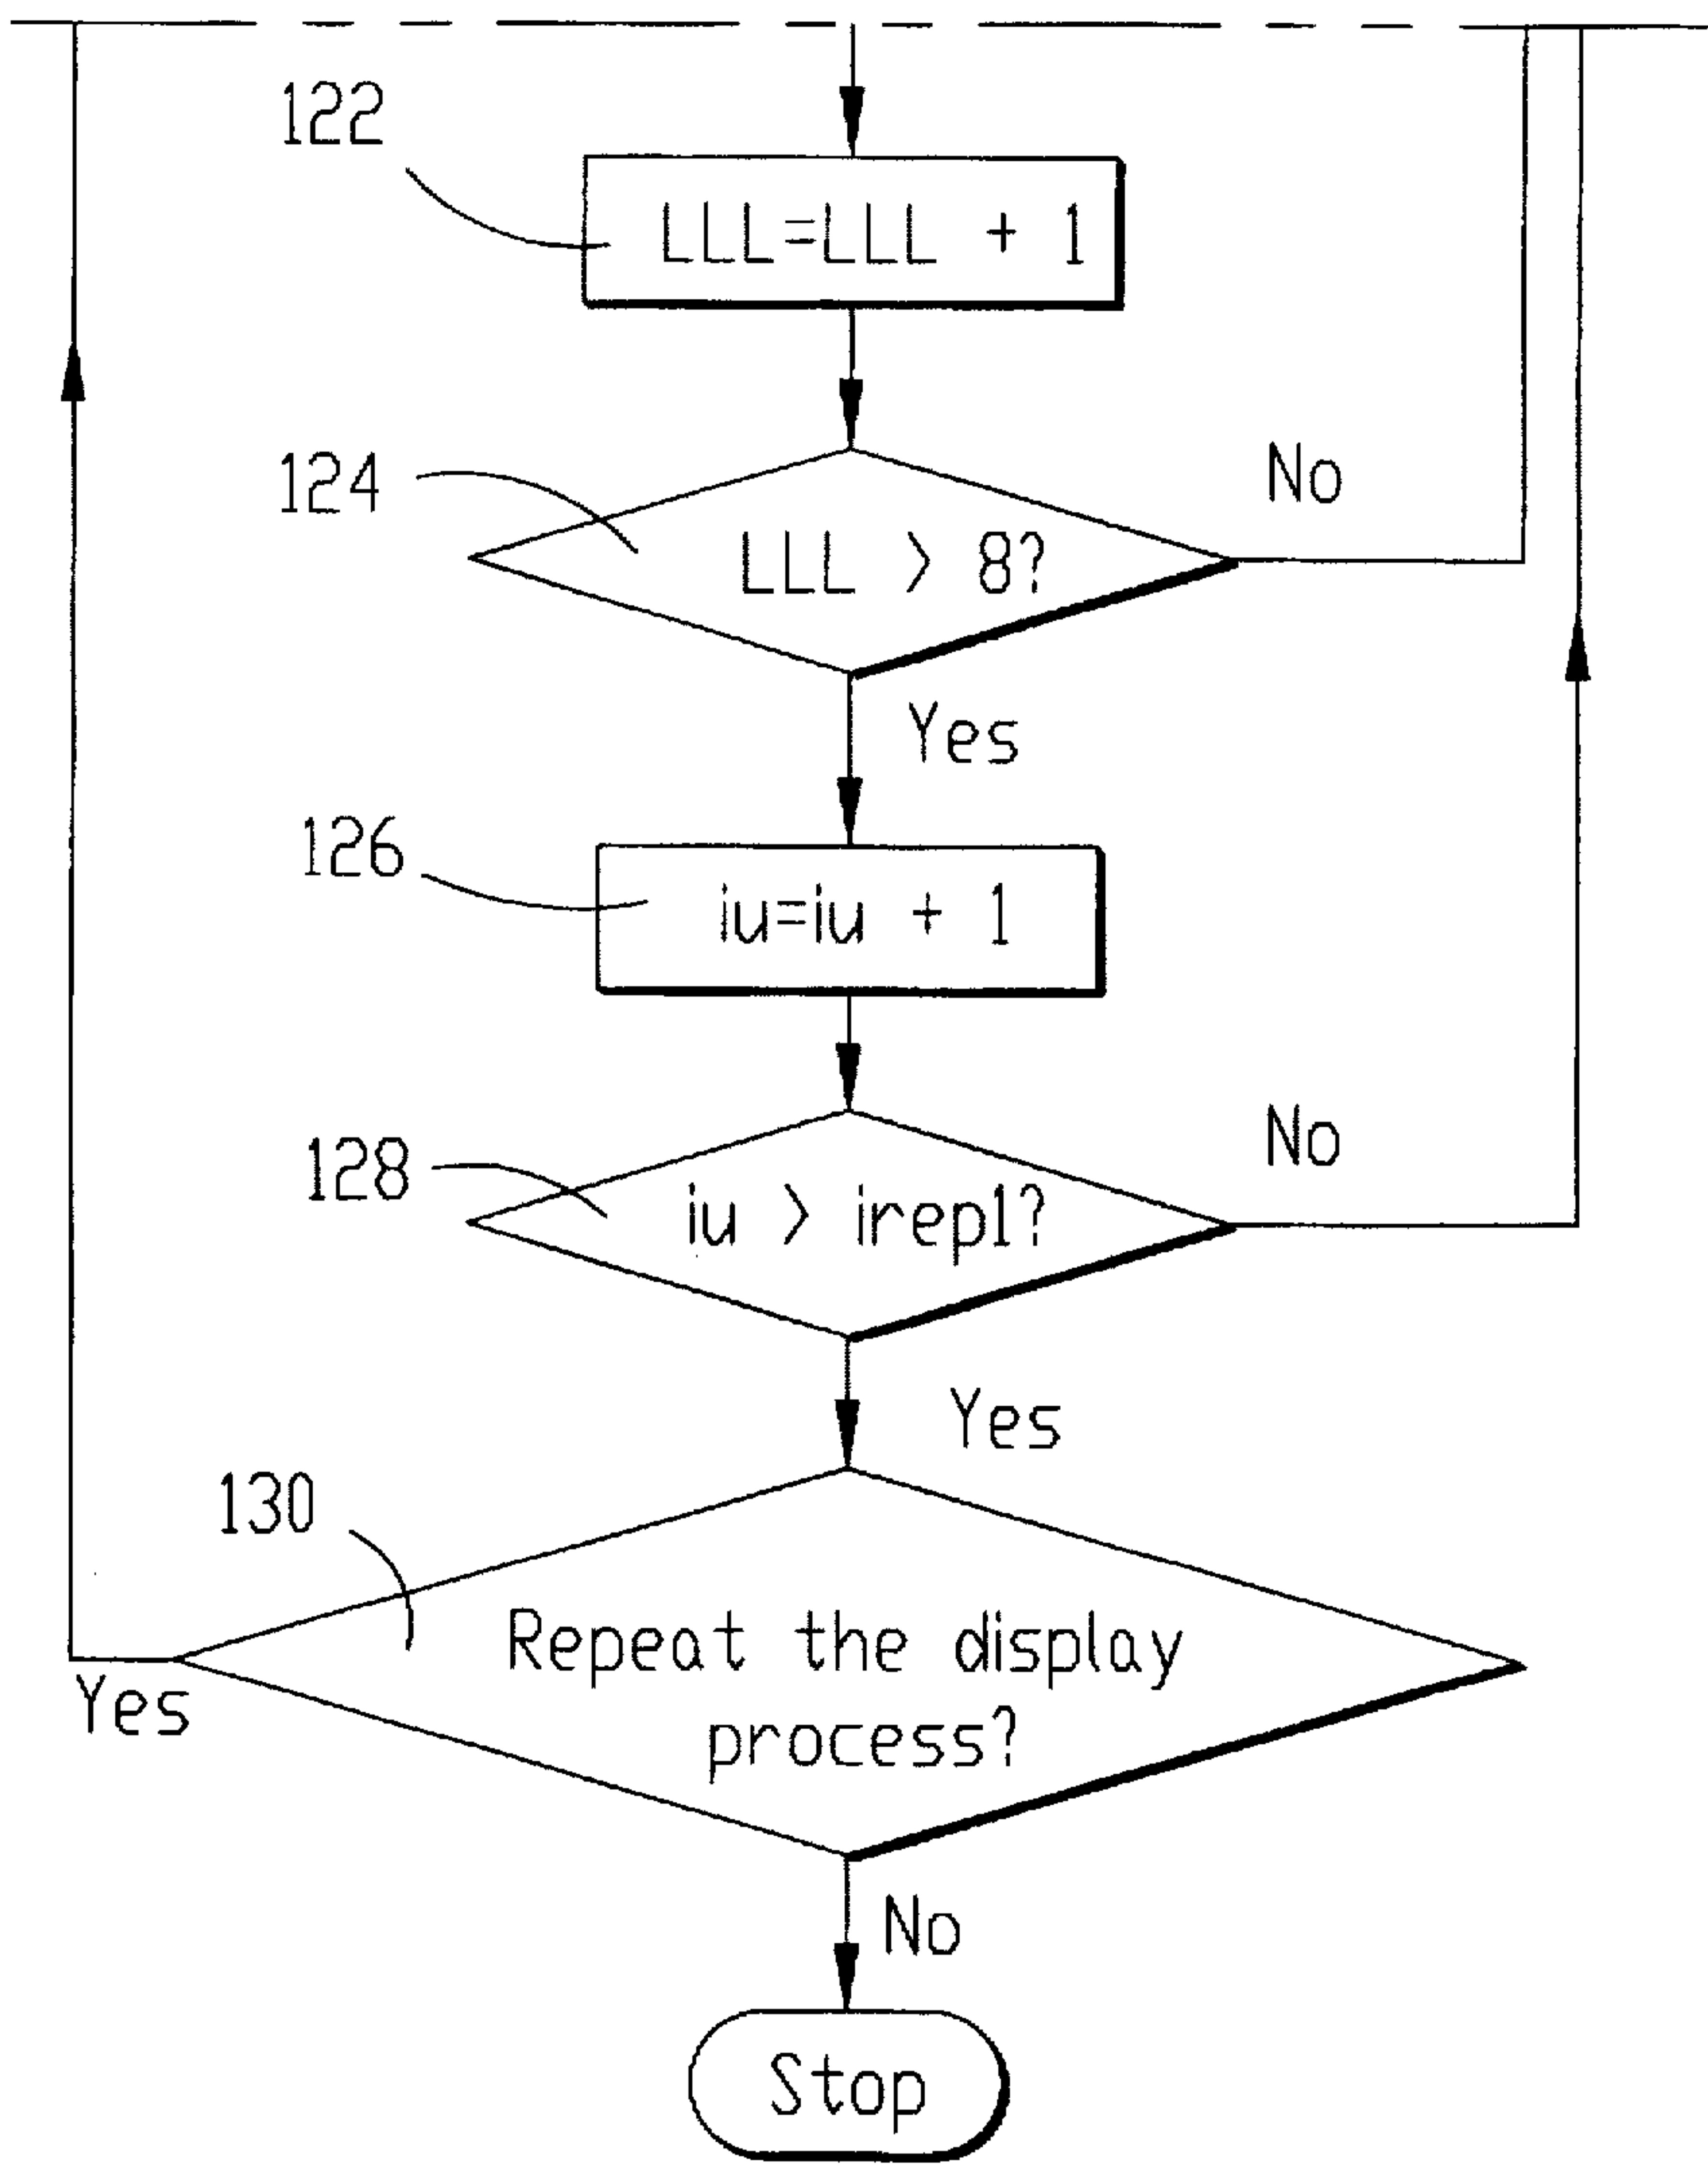 122
LLL=LLL + 1
124
LLL > 8?
No
Yes
126
iu=iu + 1
128
iu > irep1?
No
Yes
130
Repeat the display
process?
Yes
No
Stop